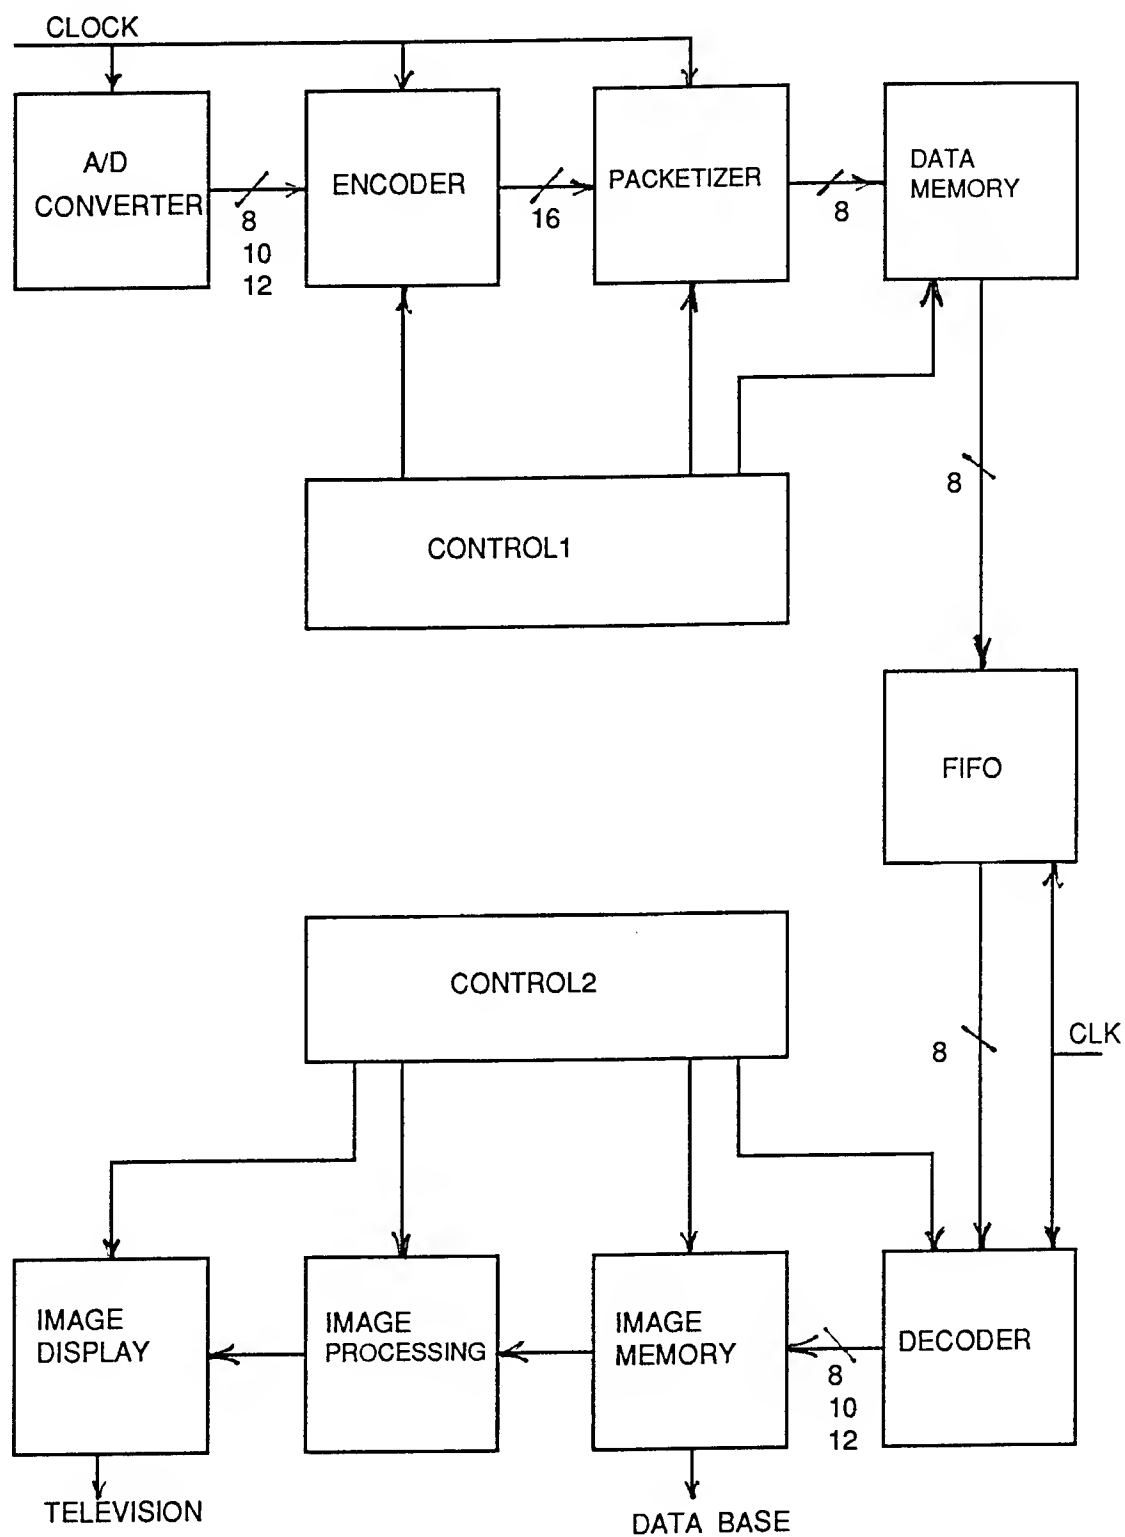 CLOCK
A/D
CONVERTER
8
10
12
ENCODER
16
PACKETIZER
8
DATA
MEMORY
CONTROL1
8
FIFO
CONTROL2
8
CLK
IMAGE
DISPLAY
IMAGE
PROCESSING
IMAGE
MEMORY
8
10
12
DECODER
TELEVISION
DATA BASE